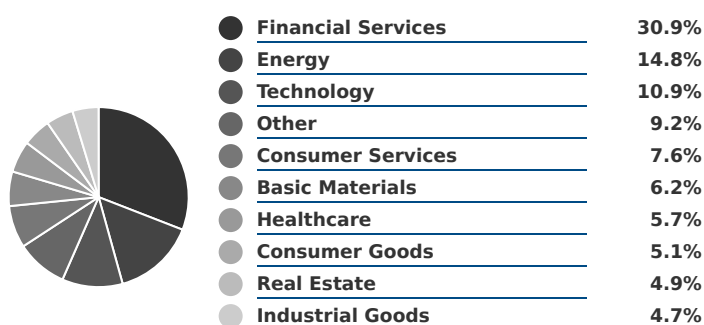 Financial Services 30.9%
Energy 14.8%
Technology 10.9%
Other 9.2%
Consumer Services 7.6%
Basic Materials 6.2%
Healthcare 5.7%
Consumer Goods 5.1%
Real Estate 4.9%
Industrial Goods 4.7%